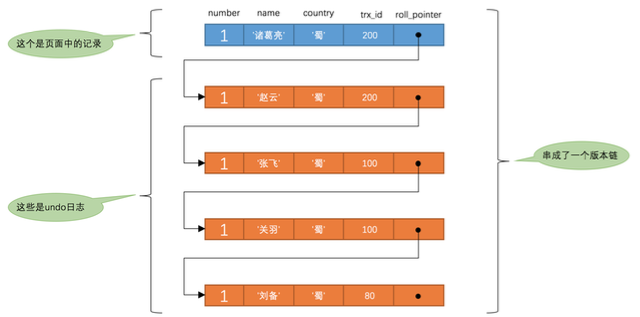 number name country trx_id roll_pointer
这个是页面中的记录
1 '诸葛亮' '蜀' 200
1 '赵云' '蜀' 200
1 '张飞' '蜀' 100
串成了一个版本链
这些是undo日志
1 '关羽' '蜀' 100
1 '刘备' '蜀' 80